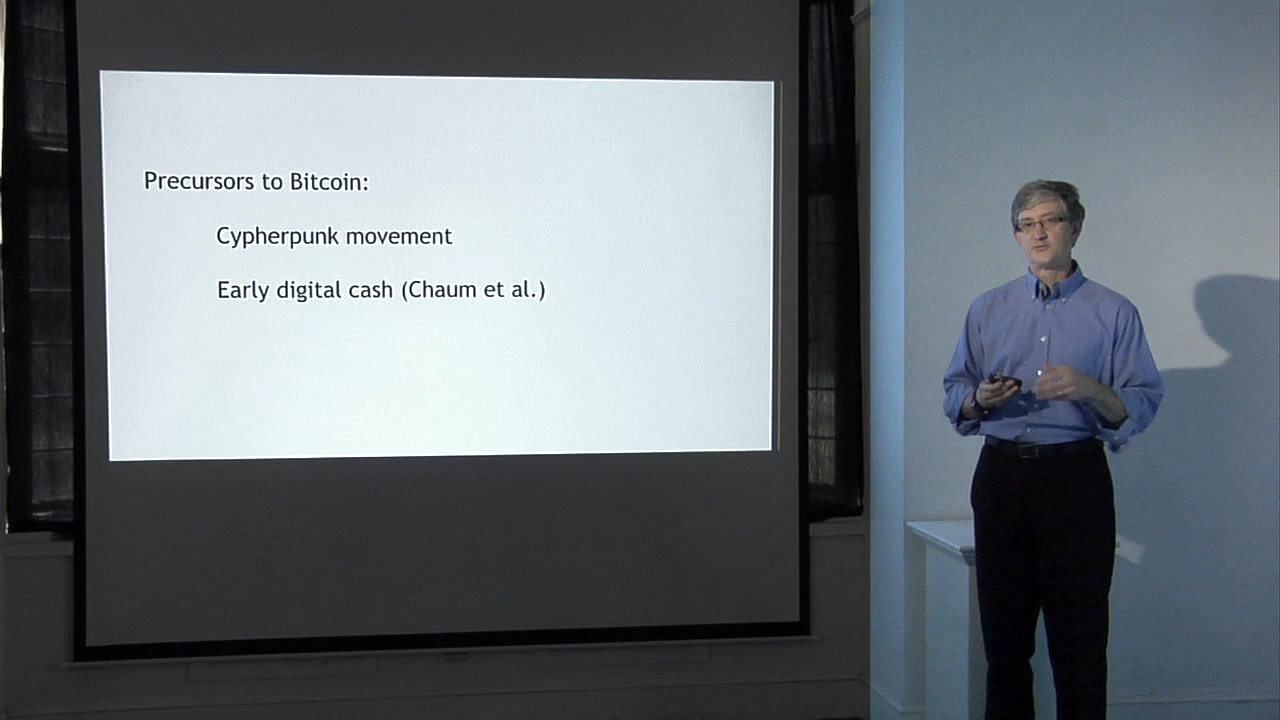 Precursors to Bitcoin:
Cypherpunk movement
Early digital cash (Chaum et al.)